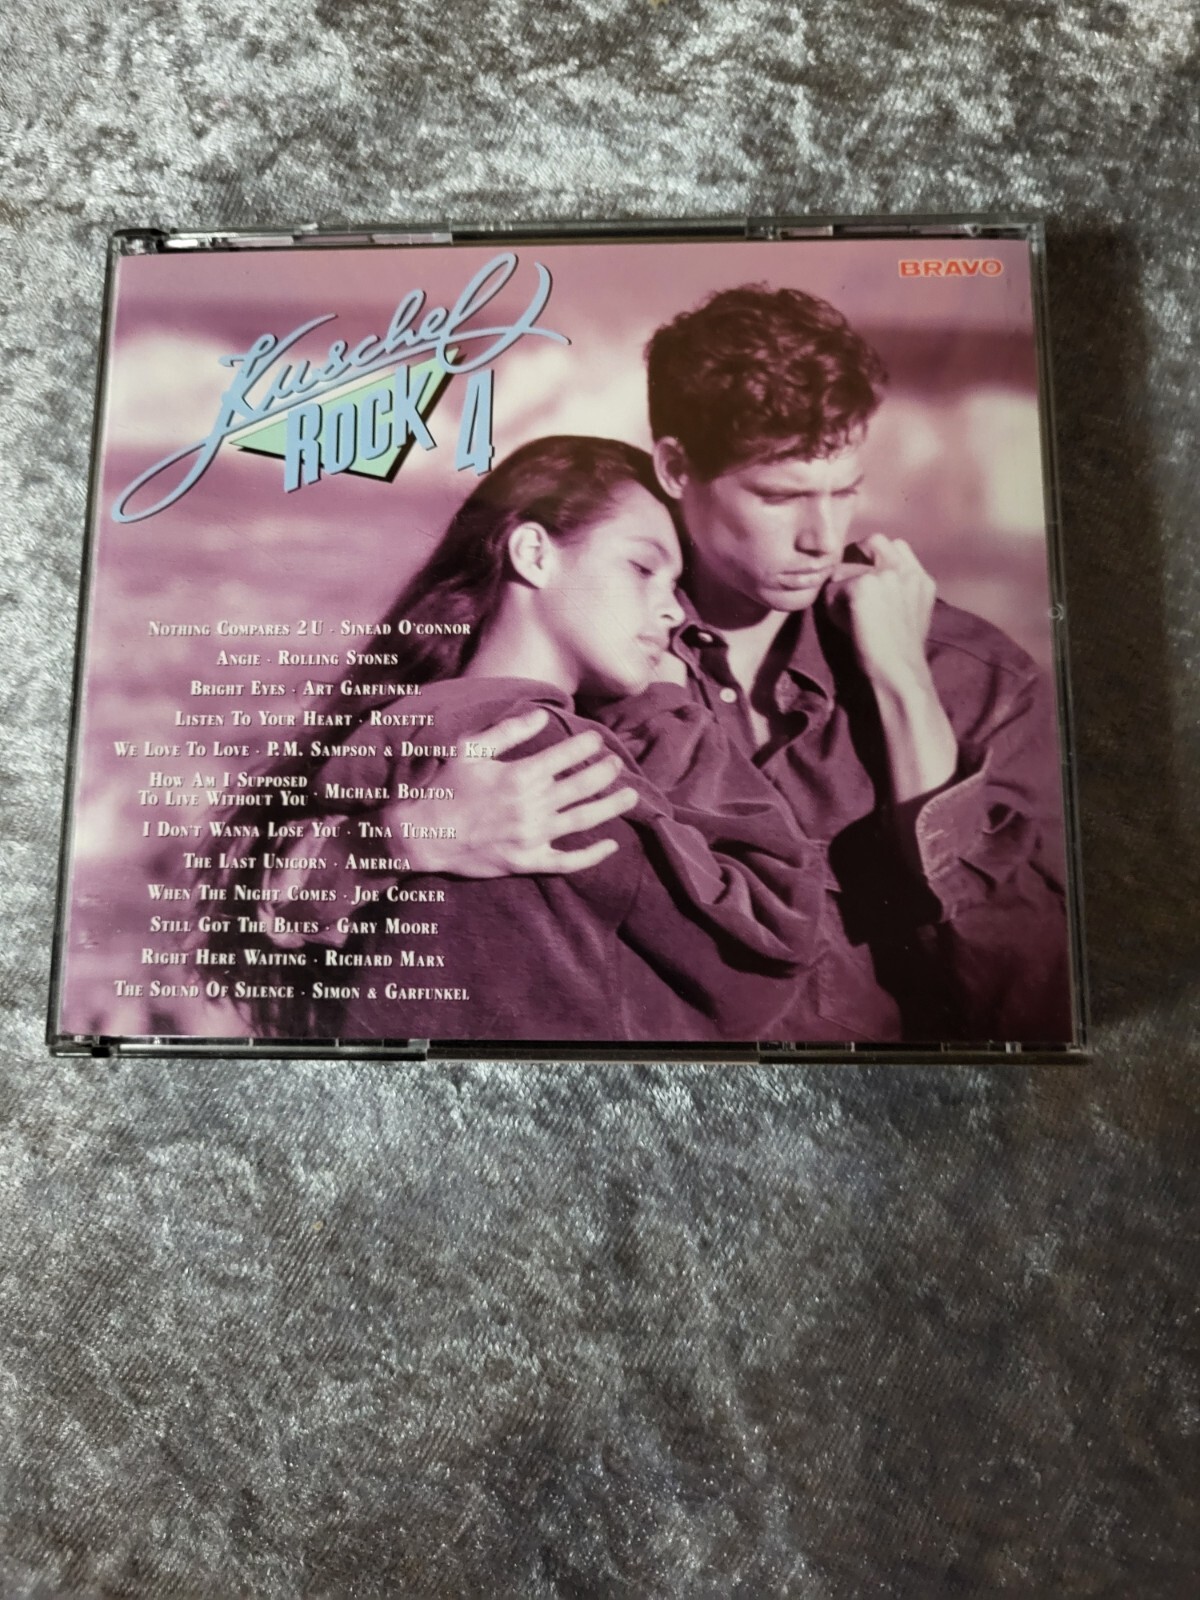 BRAVO
Kuschel
ROCK 4
NOTHING COMPARES 2 U · SINEAD O'CONNOR
ANGIE · ROLLING STONES
BRIGHT EYES · ART GARFUNKEL
LISTEN TO YOUR HEART · ROXETTE
WE LOVE TO LOVE · P.M. SAMPSON & DOUBLE KEY
HOW AM I SUPPOSED
TO LIVE WITHOUT YOU · MICHAEL BOLTON
I DON'T WANNA LOSE YOU · TINA TURNER
THE LAST UNICORN · AMERICA
WHEN THE NIGHT COMES · JOE COCKER
STILL GOT THE BLUES · GARY MOORE
RIGHT HERE WAITING · RICHARD MARX
THE SOUND OF SILENCE · SIMON & GARFUNKEL